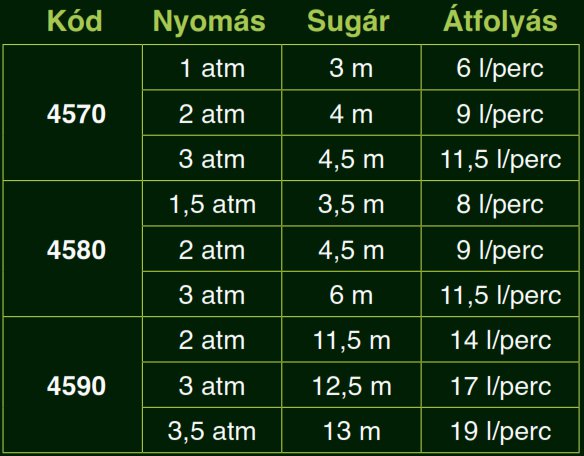 Kód Nyomás Sugár Átfolyás
1 atm 3 m 6 l/perc
4570 2 atm 4 m 9 l/perc
3 atm 4,5 m 11,5 l/perc
1,5 atm 3,5 m 8 l/perc
4580 2 atm 4,5 m 9 l/perc
3 atm 6 m 11,5 l/perc
2 atm 11,5 m 14 l/perc
4590 3 atm 12,5 m 17 l/perc
3,5 atm 13 m 19 l/perc